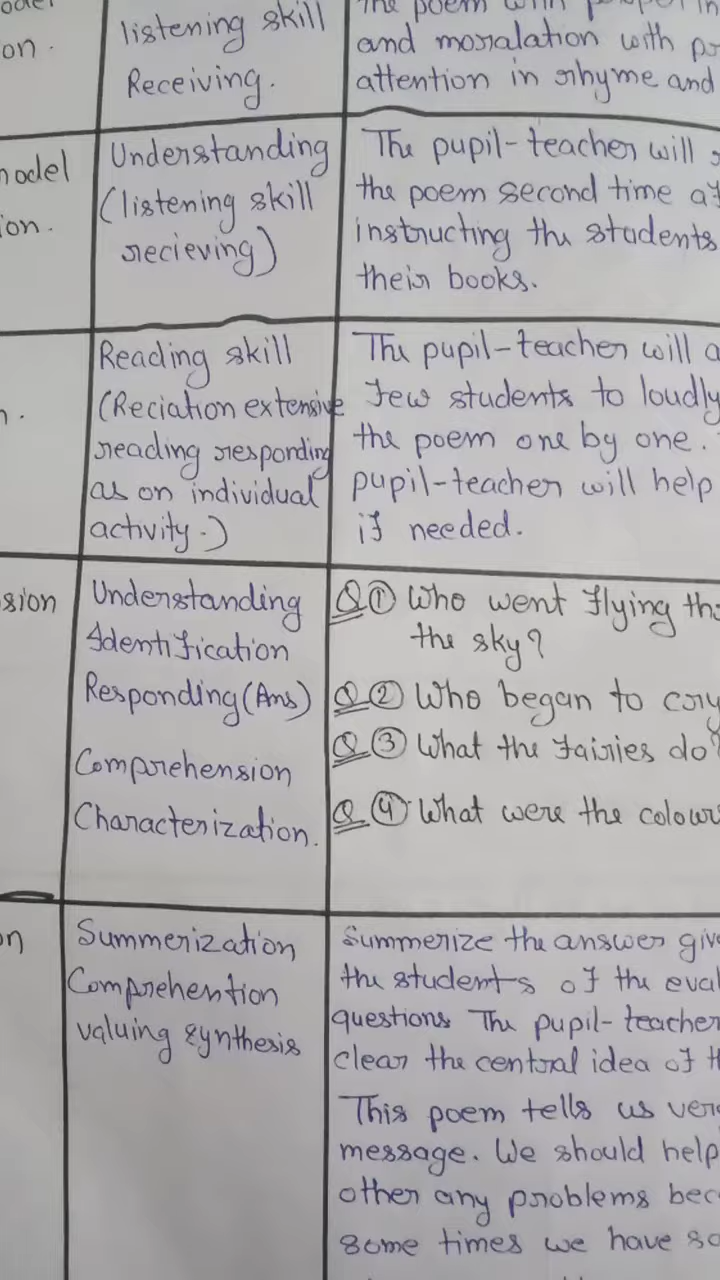 listening skill
Receiving.
on.
the poem with
and moralation with
attention in rhyme and
model
ion.
Understanding
(listening skill
recieving)
The pupil-teacher will
the poem second time
instructing the students
their books.
Reading skill
(Reciation extensive
reading responding
as on individual
activity.)
The pupil-teacher will
few students to loudly
the poem one by one.
pupil-teacher will help
if needed.
sion
Understanding
Identification
Responding(Ans)
Comprehension
Characterization.
Q① Who went flying
the sky?
Q② Who began to cry
Q③ What the fairies do?
Q④ What were the colour
on
Summerization
Comprehention
valuing synthesis
Summerize the answer
the students of the
questions The pupil-teacher
clear the central idea of
This poem tells us
message. We should help
other any problems
some times we have